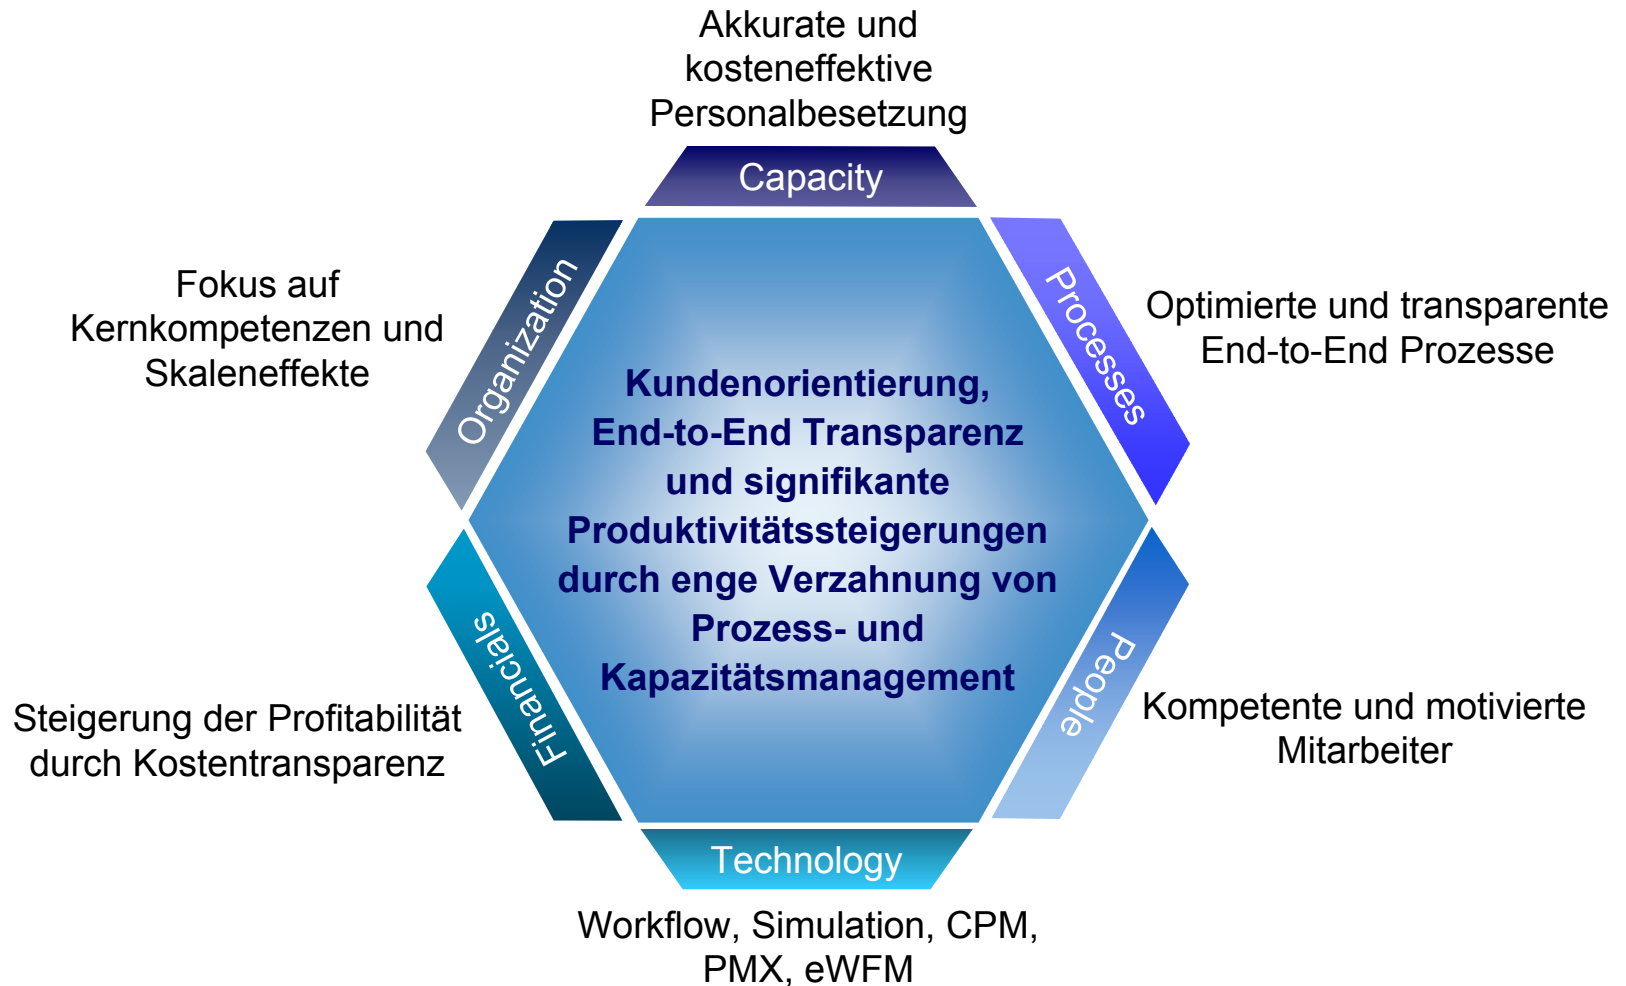 Akkurate und
kosteneffektive
Personalbesetzung
Capacity
Organization
Fokus auf
Kernkompetenzen und
Skaleneffekte
Processes
Optimierte und transparente
End-to-End Prozesse
Kundenorientierung,
End-to-End Transparenz
und signifikante
Produktivitätssteigerungen
durch enge Verzahnung von
Prozess- und
Kapazitätsmanagement
Financials
Steigerung der Profitabilität
durch Kostentransparenz
People
Kompetente und motivierte
Mitarbeiter
Technology
Workflow, Simulation, CPM,
PMX, eWFM